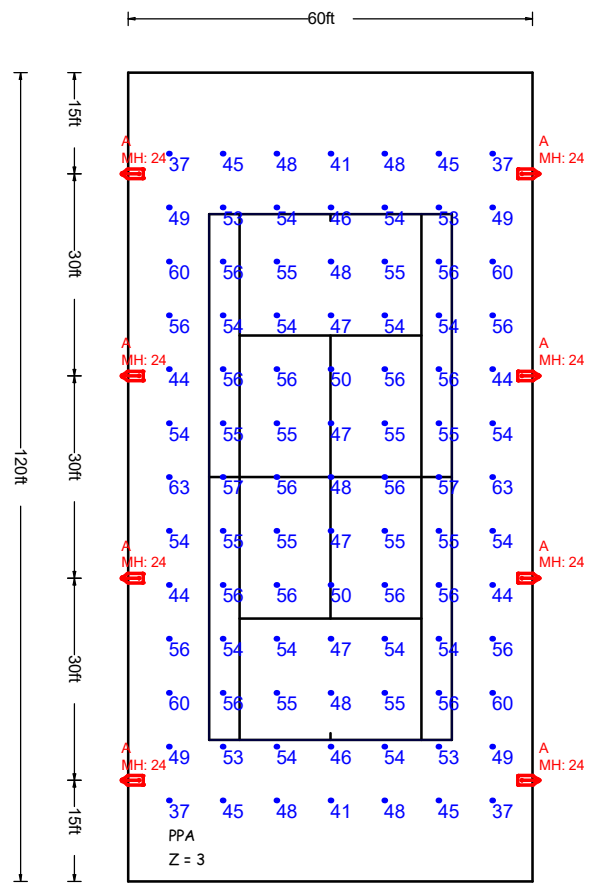 60ft
15ft
30ft
30ft
30ft
15ft
120ft
A
MH: 24
A
MH: 24
37 45 48 41 48 45 37
49 53 54 46 54 53 49
60 56 55 48 55 56 60
56 54 54 47 54 54 56
A
MH: 24
A
MH: 24
44 56 56 50 56 56 44
54 55 55 47 55 55 54
63 57 56 48 56 57 63
54 55 55 47 55 55 54
A
MH: 24
A
MH: 24
44 56 56 50 56 56 44
56 54 54 47 54 54 56
60 56 55 48 55 56 60
49 53 54 46 54 53 49
A
MH: 24
A
MH: 24
37 45 48 41 48 45 37
PPA
Z = 3